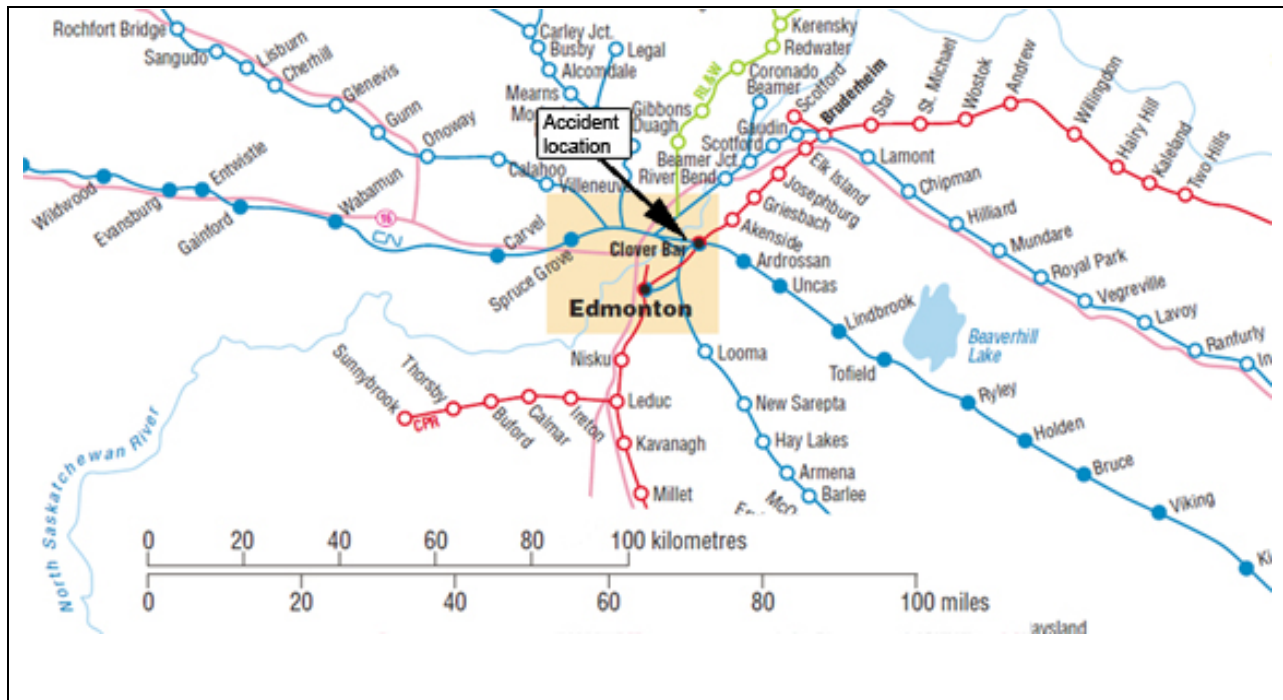 Rochfort Bridge
Sangudo
Lisburn
Cherhill
Glenevis
Gunn
Onoway
Calahoo
Villeneuve
Carley Jct.
Busby
Legal
Alcomdale
Mearns
Accident
location
Gibbons
RL&W
Kerensky
Redwater
Coronado
Beamer
Scotford
Bruderheim
Gaudin
Scotford
Beamer Jct.
River Bend
Star
St. Michael
Wostok
Andrew
Willingdon
Hairy Hill
Kaleland
Two Hills
Elk Island
Josephburg
Griesbach
Akenside
Lamont
Chipman
Hilliard
Mundare
Royal Park
Vegreville
Lavoy
Ranfurly
Wildwood
Evansburg
Entwistle
Gainford
Wabamun
16
CN
Carvel
Spruce Grove
Clover Bar
Edmonton
Ardrossan
Uncas
Lindbrook
Tofield
Beaverhill
Lake
Ryley
Holden
Bruce
Viking
Looma
New Sarepta
Hay Lakes
Armena
Barlee
Nisku
Leduc
Kavanagh
Millet
Sunnybrook
Thorsby
Buford
Calmar
Ireton
CPR
North Saskatchewan River
0 20 40 60 80 100 kilometres
0 20 40 60 80 100 miles